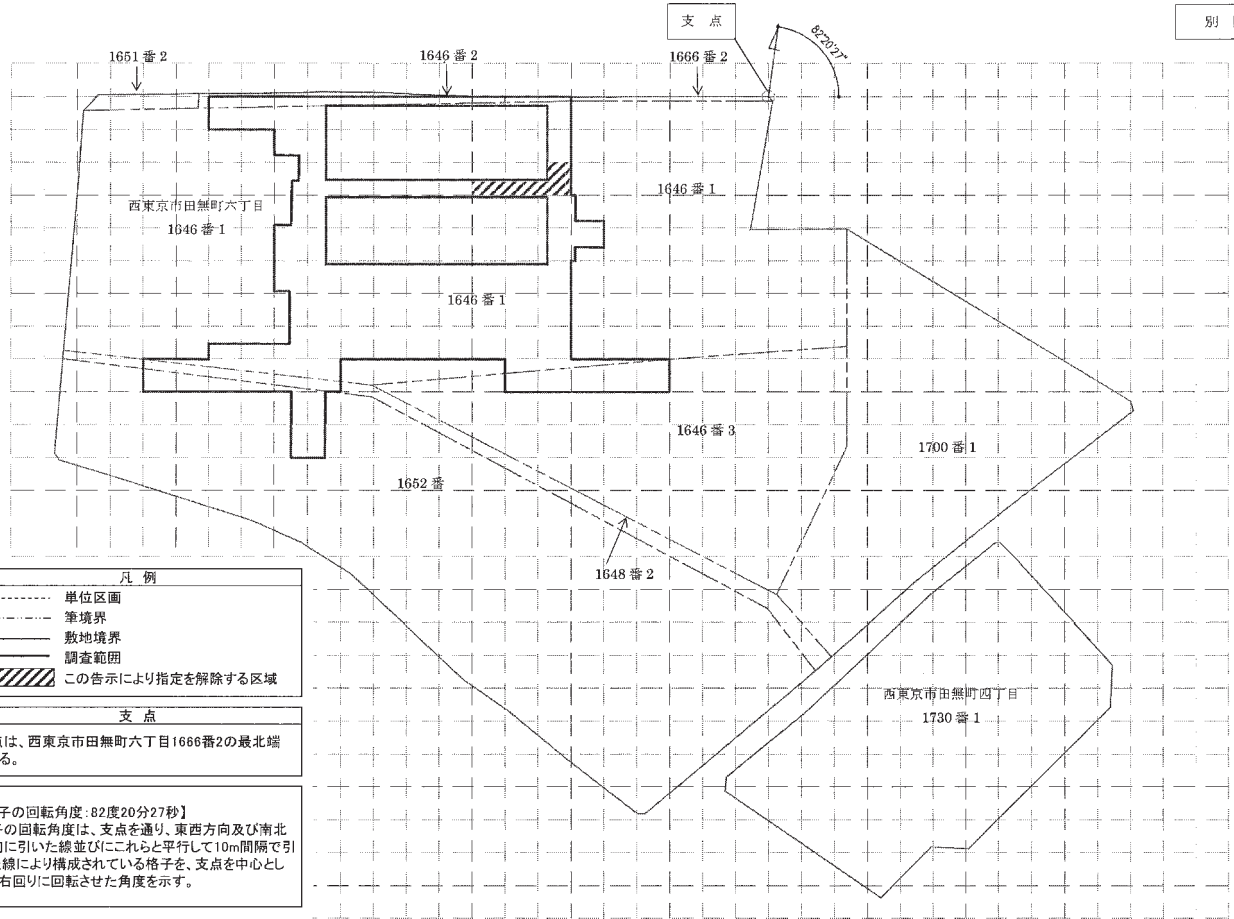 支 点
別
82°20'27"
1651番2
1646番2
1666番2
西東京市田無町六丁目
1646番1
1646番1
1646番1
1646番3
1700番1
1652番
1648番2
西東京市田無町四丁目
1730番1
凡 例
単位区画
筆境界
敷地境界
調査範囲
この告示により指定を解除する区域
支 点
は、西東京市田無町六丁目1666番2の最北端
る。
子の回転角度:82度20分27秒】
の回転角度は、支点を通り、東西方向及び南北
に引いた線並びにこれらと平行して10m間隔で引
線により構成されている格子を、支点を中心とし
右回りに回転させた角度を示す。